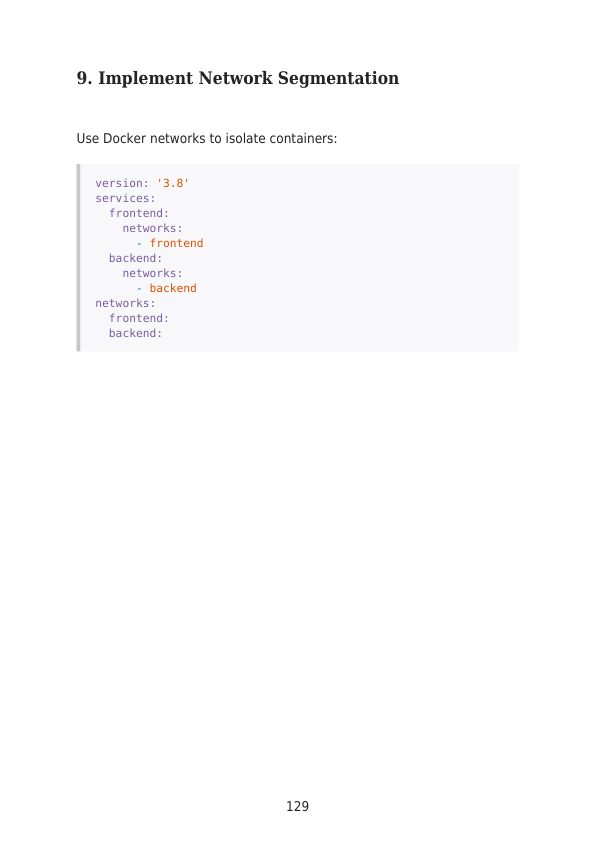 9. Implement Network Segmentation
Use Docker networks to isolate containers:
version: '3.8'
services:
  frontend:
    networks:
      - frontend
  backend:
    networks:
      - backend
networks:
  frontend:
  backend:
129